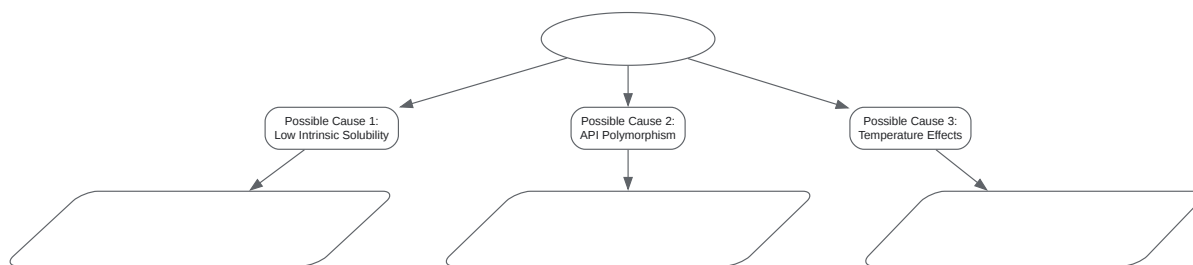 Possible Cause 1:
Low Intrinsic Solubility
Possible Cause 2:
API Polymorphism
Possible Cause 3:
Temperature Effects